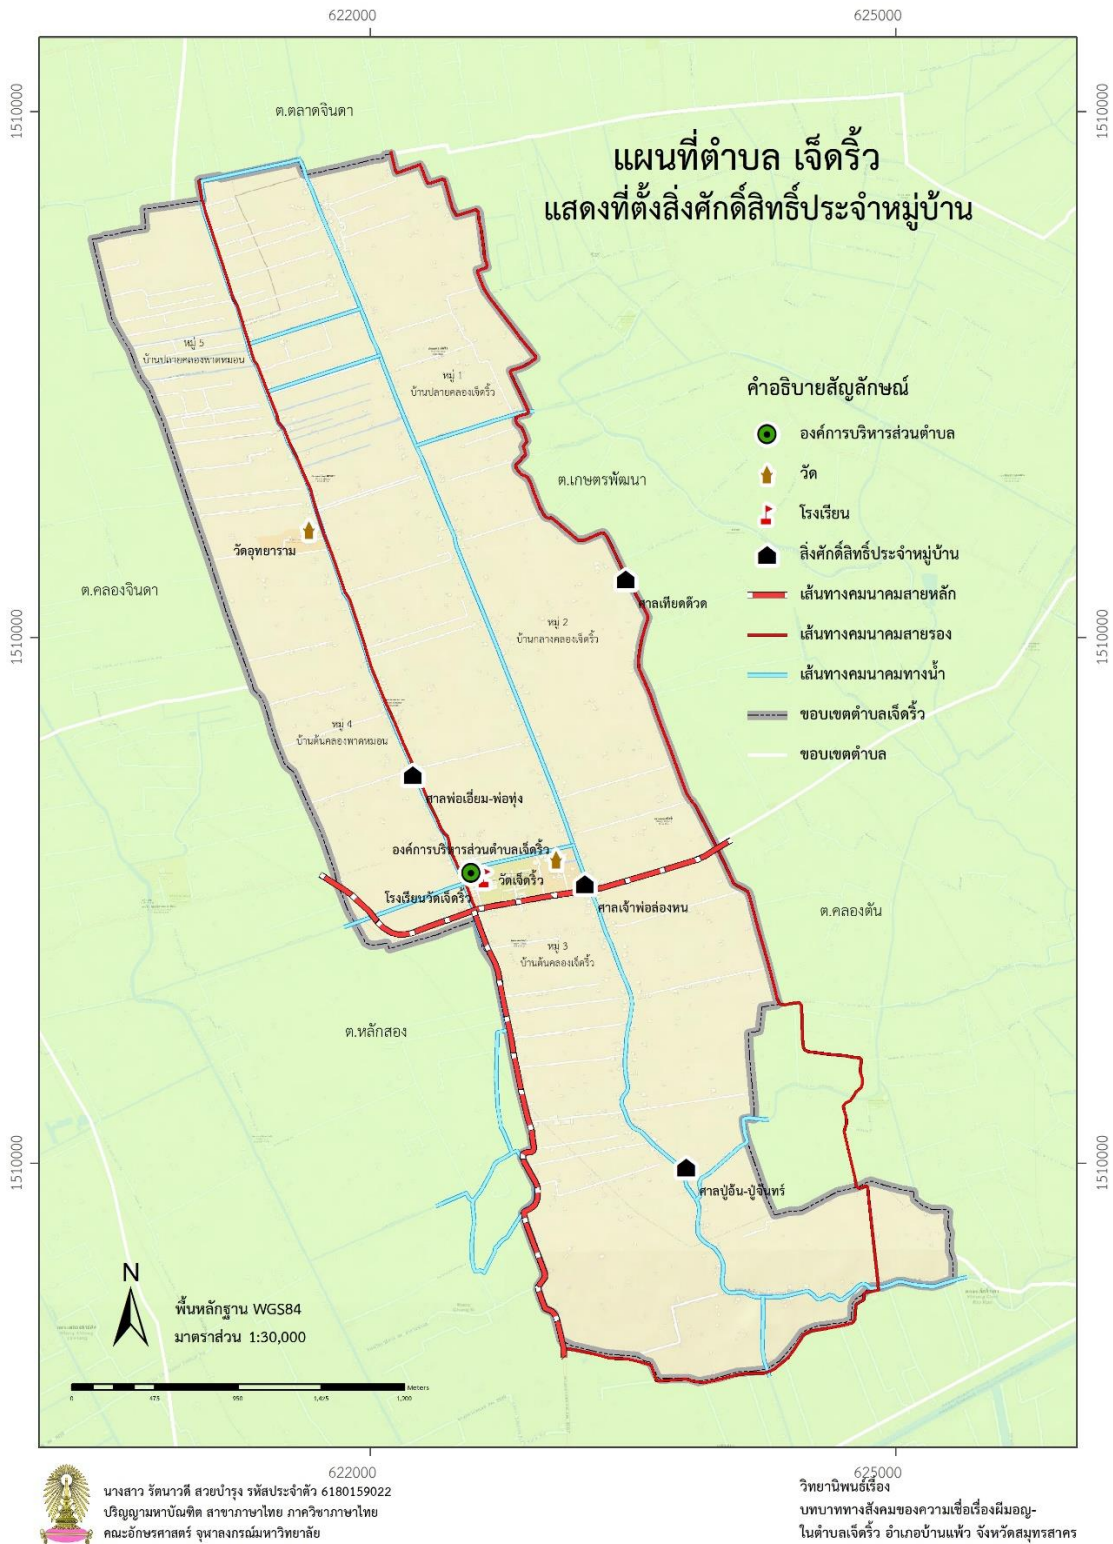 622000
625000
1510000
1510000
ต.ตลาดจินดา
แผนที่ตำบล เจ็ดริ้ว
แสดงที่ตั้งสิ่งศักดิ์สิทธิ์ประจำหมู่บ้าน
หมู่ 5
บ้านปลายคลองพาดหมอน
หมู่ 1
บ้านปลายคลองเจ็ดริ้ว
คำอธิบายสัญลักษณ์
องค์การบริหารส่วนตำบล
วัด
โรงเรียน
สิ่งศักดิ์สิทธิ์ประจำหมู่บ้าน
เส้นทางคมนาคมสายหลัก
เส้นทางคมนาคมสายรอง
เส้นทางคมนาคมทางน้ำ
ขอบเขตตำบลเจ็ดริ้ว
ขอบเขตตำบล
ต.เกษตรพัฒนา
วัดอุทยาราม
ต.คลองจินดา
ศาลเทียดด๊วด
1510000
1510000
หมู่ 2
บ้านกลางคลองเจ็ดริ้ว
หมู่ 4
บ้านต้นคลองพาดหมอน
ศาลพ่อเอี่ยม-พ่อทุ่ง
องค์การบริหารส่วนตำบลเจ็ดริ้ว
วัดเจ็ดริ้ว
โรงเรียนวัดเจ็ดริ้ว
ศาลเจ้าพ่อล่องหน
ต.คลองตัน
หมู่ 3
บ้านต้นคลองเจ็ดริ้ว
ต.หลักสอง
1510000
1510000
ศาลปู่อ้น-ปู่จันทร์
N
พื้นหลักฐาน WGS84
มาตราส่วน 1:30,000
Meters
0 475 950 1,425 1,900
622000
625000
นางสาว รัตนาวดี สวยบำรุง รหัสประจำตัว 6180159022
ปริญญามหาบัณฑิต สาขาภาษาไทย ภาควิชาภาษาไทย
คณะอักษรศาสตร์ จุฬาลงกรณ์มหาวิทยาลัย
วิทยานิพนธ์เรื่อง
บทบาททางสังคมของความเชื่อเรื่องผีมอญ-
ในตำบลเจ็ดริ้ว อำเภอบ้านแพ้ว จังหวัดสมุทรสาคร